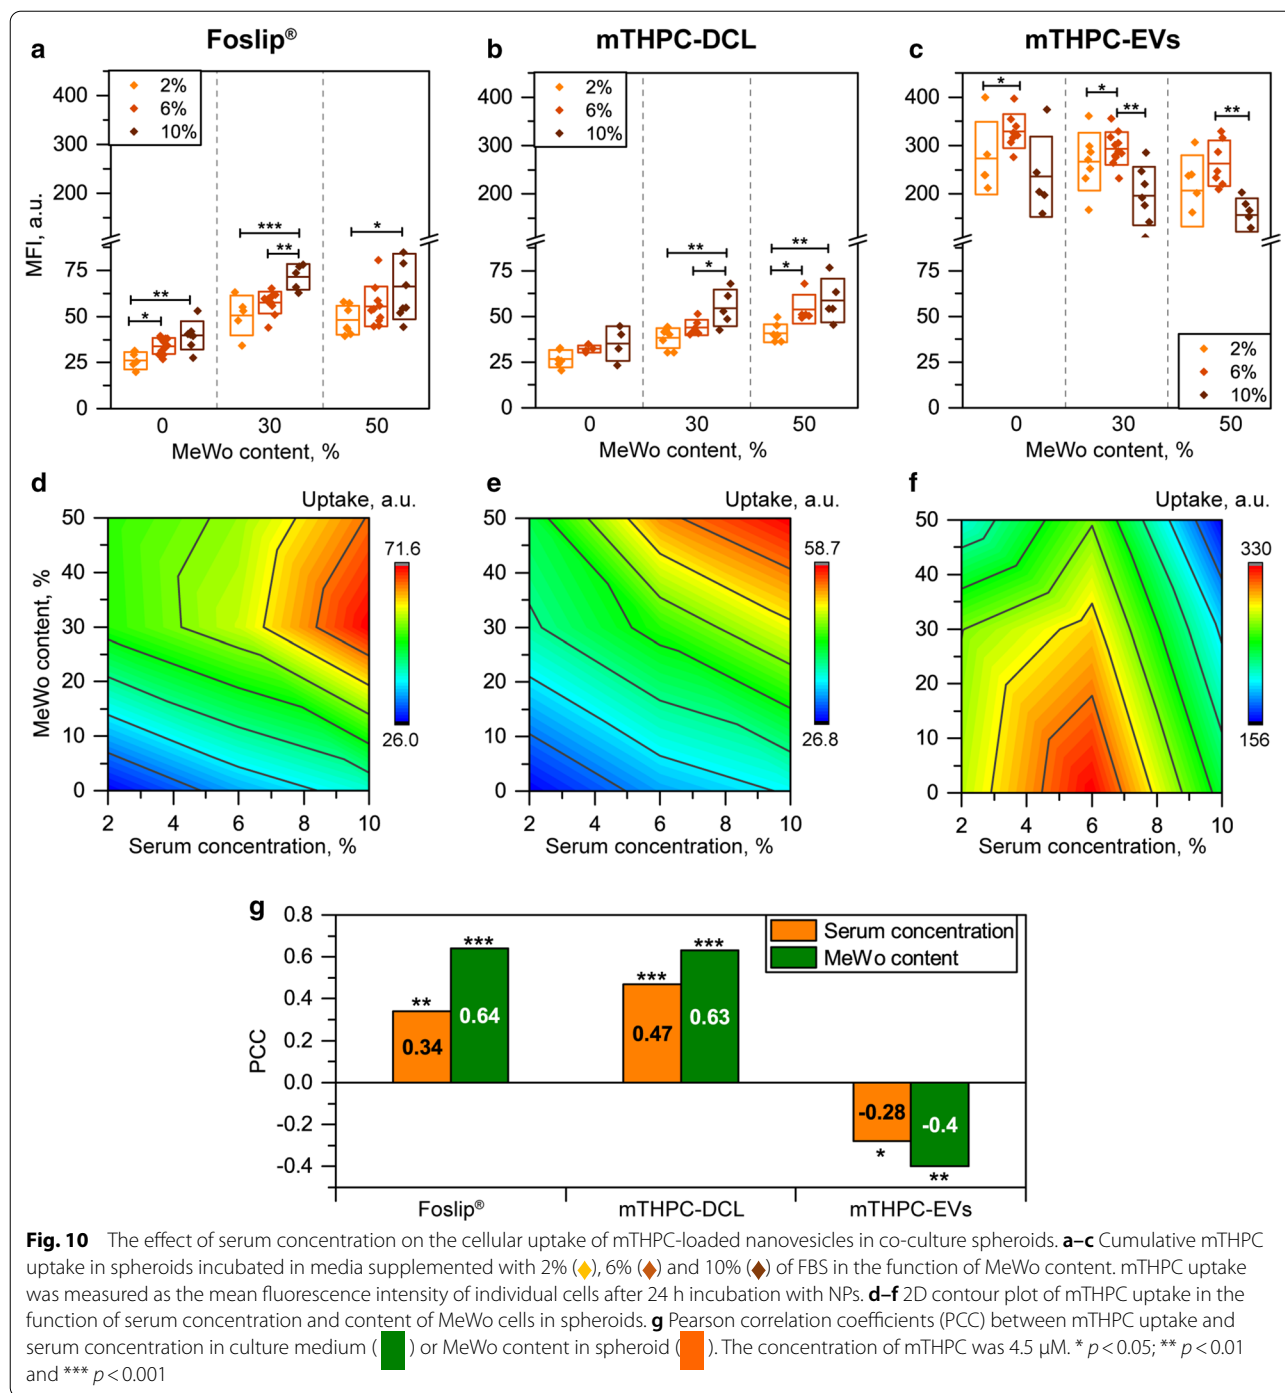 Foslip®
mTHPC-DCL
mTHPC-EVs
a
b
c
MFI, a.u.
400
300
200
75
50
25
0
2%
6%
10%
***
**
*
**
**
*
0
30
50
MeWo content, %
400
300
200
75
50
25
0
2%
6%
10%
**
*
**
*
0
30
50
MeWo content, %
400
300
200
75
50
25
0
*
*
**
**
2%
6%
10%
0
30
50
MeWo content, %
d
e
f
Uptake, a.u.
MeWo content, %
50
40
30
20
10
0
71.6
26.0
2 4 6 8 10
Serum concentration, %
Uptake, a.u.
50
40
30
20
10
0
58.7
26.8
2 4 6 8 10
Serum concentration, %
Uptake, a.u.
50
40
30
20
10
0
330
156
2 4 6 8 10
Serum concentration, %
g
PCC
0.8
0.6
0.4
0.2
0.0
-0.2
-0.4
Serum concentration
MeWo content
**
0.34
***
0.64
***
0.47
***
0.63
-0.28
*
-0.4
**
Foslip®
mTHPC-DCL
mTHPC-EVs
Fig. 10 The effect of serum concentration on the cellular uptake of mTHPC-loaded nanovesicles in co-culture spheroids. a–c Cumulative mTHPC
uptake in spheroids incubated in media supplemented with 2% (◆), 6% (◆) and 10% (◆) of FBS in the function of MeWo content. mTHPC uptake
was measured as the mean fluorescence intensity of individual cells after 24 h incubation with NPs. d–f 2D contour plot of mTHPC uptake in the
function of serum concentration and content of MeWo cells in spheroids. g Pearson correlation coefficients (PCC) between mTHPC uptake and
serum concentration in culture medium (■) or MeWo content in spheroid (■). The concentration of mTHPC was 4.5 µM. * p < 0.05; ** p < 0.01
and *** p < 0.001